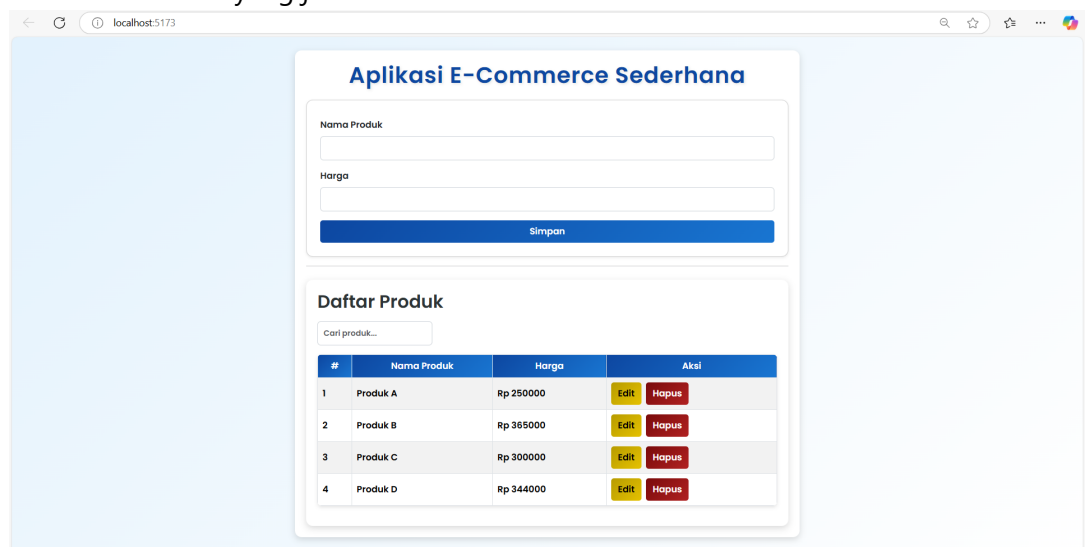 localhost:5173
Aplikasi E-Commerce Sederhana
Nama Produk
Harga
Simpan
Daftar Produk
Cari produk...
# Nama Produk Harga Aksi
1 Produk A Rp 250000 Edit Hapus
2 Produk B Rp 365000 Edit Hapus
3 Produk C Rp 300000 Edit Hapus
4 Produk D Rp 344000 Edit Hapus